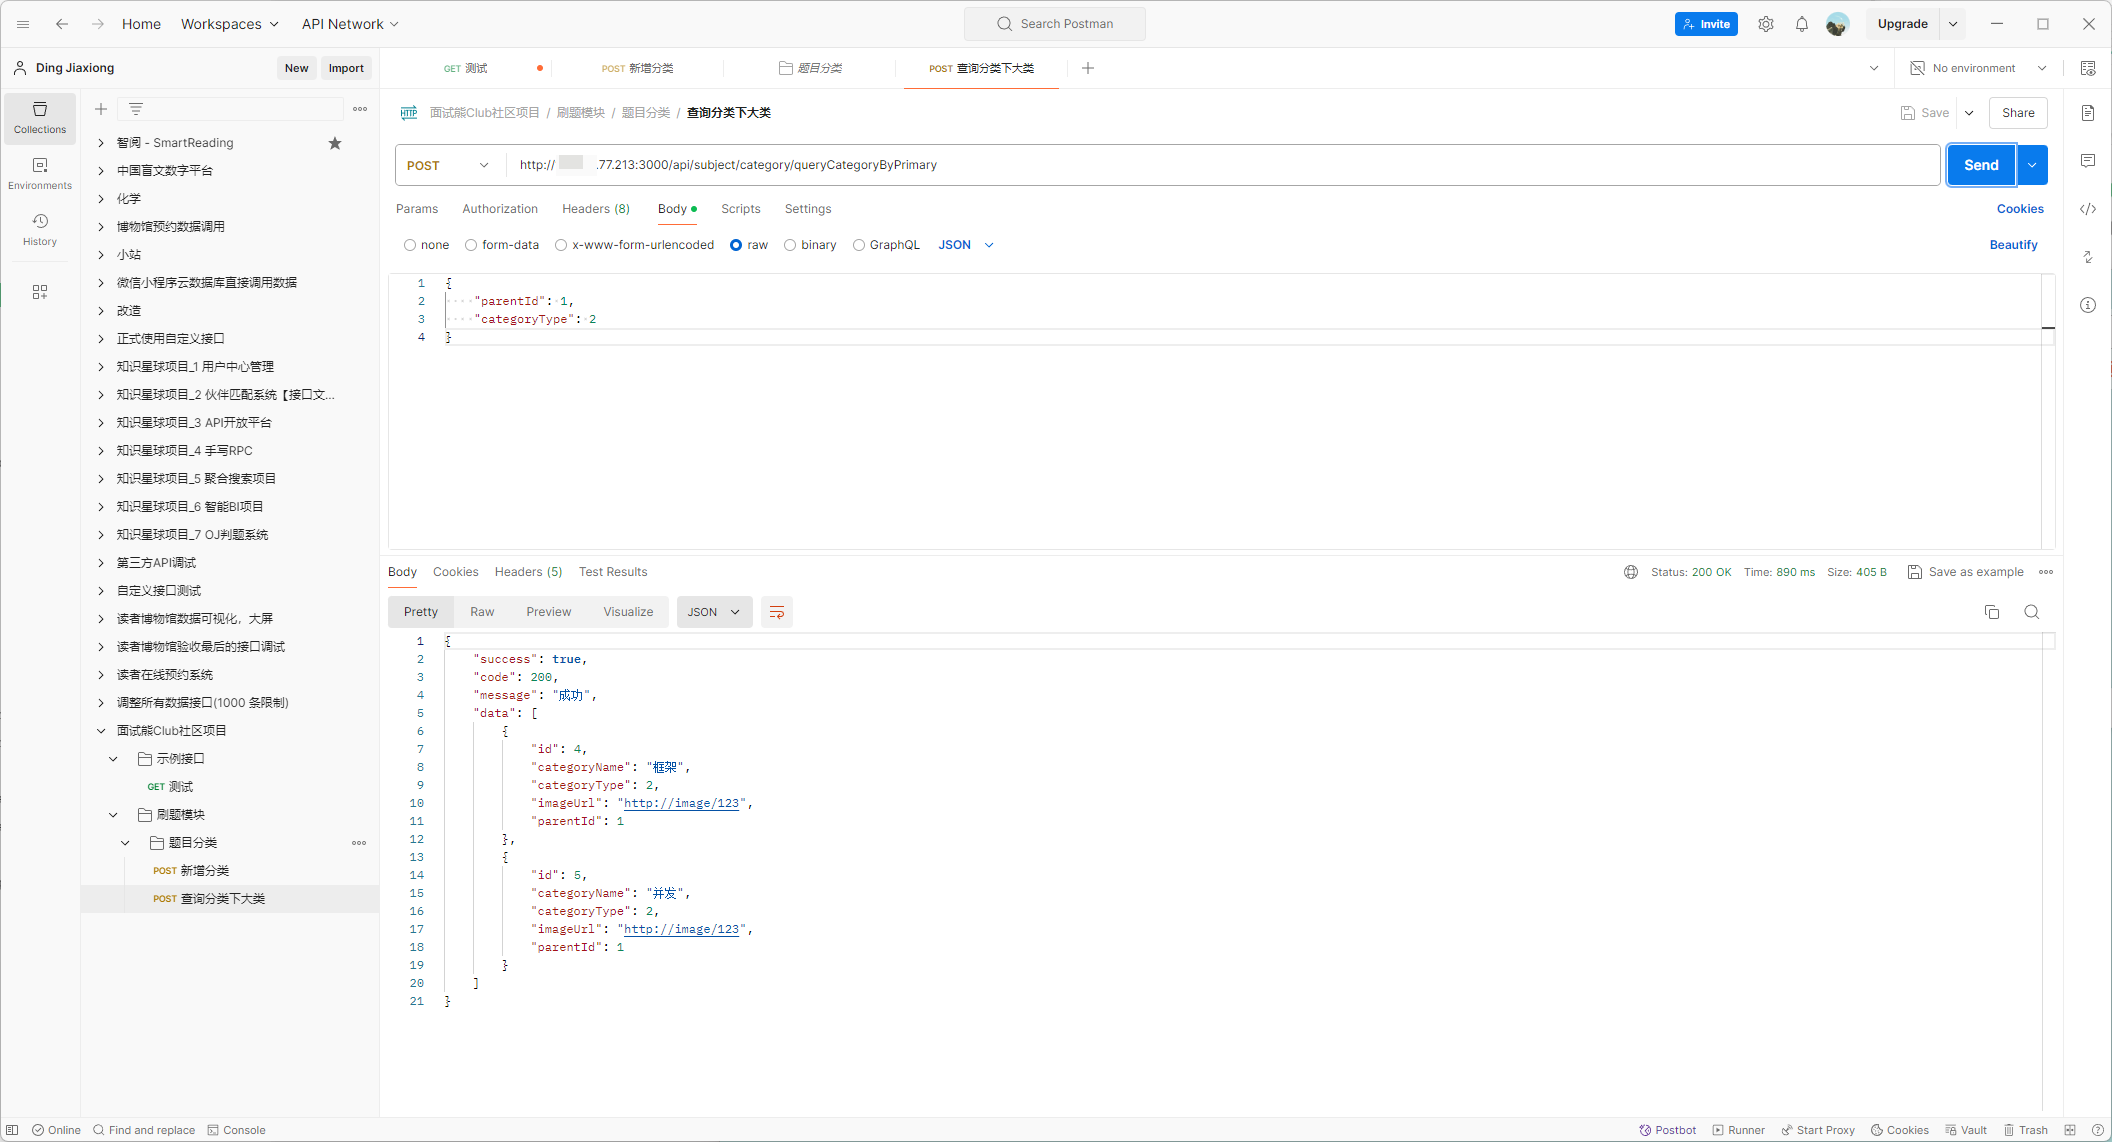 Home Workspaces API Network Search Postman Invite Upgrade
Ding Jiaxiong New Import GET 测试 POST 新增分类 题目分类 POST 查询分类下大类 No environment
Collections
Environments
History
智阅 - SmartReading
中国盲文数字平台
化学
博物馆预约数据调用
小站
微信小程序云数据库直接调用数据
改造
正式使用自定义接口
知识星球项目_1 用户中心管理
知识星球项目_2 伙伴匹配系统【接口文...
知识星球项目_3 API开放平台
知识星球项目_4 手写RPC
知识星球项目_5 聚合搜索项目
知识星球项目_6 智能BI项目
知识星球项目_7 OJ判题系统
第三方API调试
自定义接口测试
读者博物馆数据可视化，大屏
读者博物馆验收最后的接口调试
读者在线预约系统
调整所有数据接口(1000 条限制)
面试熊Club社区项目
示例接口
GET 测试
刷题模块
题目分类
POST 新增分类
POST 查询分类下大类
HTTP 面试熊Club社区项目 / 刷题模块 / 题目分类 / 查询分类下大类 Save Share
POST http:// .77.213:3000/api/subject/category/queryCategoryByPrimary Send
Params Authorization Headers (8) Body Scripts Settings Cookies
none form-data x-www-form-urlencoded raw binary GraphQL JSON Beautify
1 {
2 "parentId": 1,
3 "categoryType": 2
4 }
Body Cookies Headers (5) Test Results Status: 200 OK Time: 890 ms Size: 405 B Save as example
Pretty Raw Preview Visualize JSON
1 {
2 "success": true,
3 "code": 200,
4 "message": "成功",
5 "data": [
6 {
7 "id": 4,
8 "categoryName": "框架",
9 "categoryType": 2,
10 "imageUrl": "http://image/123",
11 "parentId": 1
12 },
13 {
14 "id": 5,
15 "categoryName": "并发",
16 "categoryType": 2,
17 "imageUrl": "http://image/123",
18 "parentId": 1
19 }
20 ]
21 }
Online Find and replace Console Postbot Runner Start Proxy Cookies Vault Trash